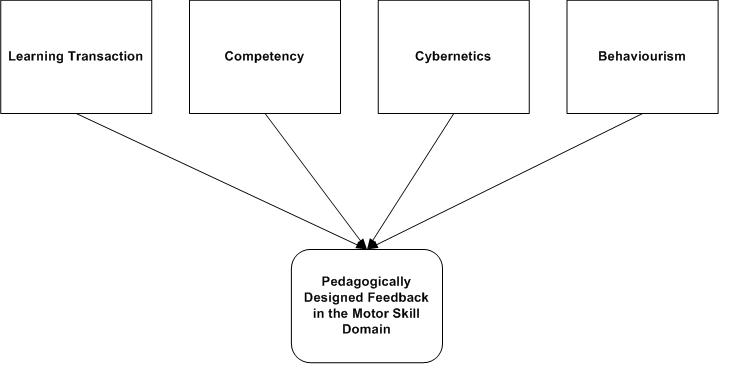 Learning Transaction
Competency
Cybernetics
Behaviourism
Pedagogically
Designed Feedback
in the Motor Skill
Domain